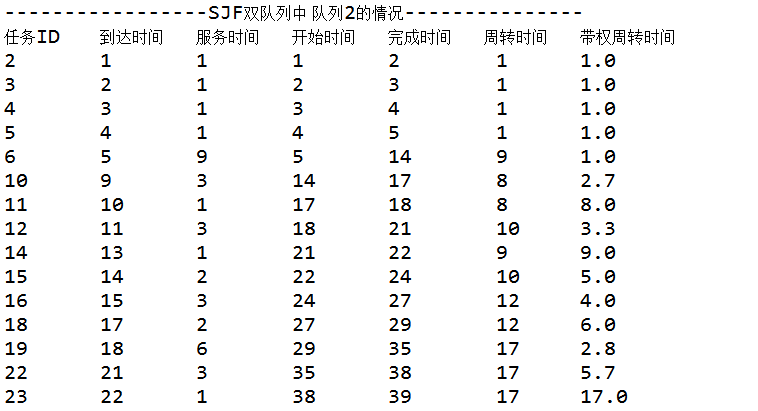 -----------------SJF双队列中 队列2的情况---------------
任务ID 到达时间 服务时间 开始时间 完成时间 周转时间 带权周转时间
2 1 1 1 2 1 1.0
3 2 1 2 3 1 1.0
4 3 1 3 4 1 1.0
5 4 1 4 5 1 1.0
6 5 9 5 14 9 1.0
10 9 3 14 17 8 2.7
11 10 1 17 18 8 8.0
12 11 3 18 21 10 3.3
14 13 1 21 22 9 9.0
15 14 2 22 24 10 5.0
16 15 3 24 27 12 4.0
18 17 2 27 29 12 6.0
19 18 6 29 35 17 2.8
22 21 3 35 38 17 5.7
23 22 1 38 39 17 17.0